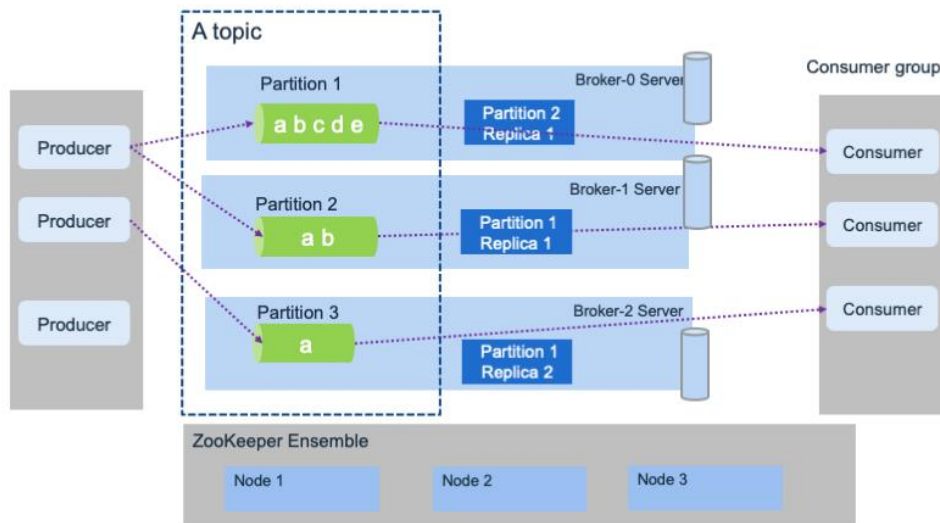 A topic
Partition 1
Broker-0 Server
Consumer group
a b c d e
Partition 2
Replica 1
Producer
Consumer
Partition 2
Broker-1 Server
Producer
a b
Partition 1
Replica 1
Consumer
Partition 3
Broker-2 Server
Producer
a
Consumer
Partition 1
Replica 2
ZooKeeper Ensemble
Node 1
Node 2
Node 3